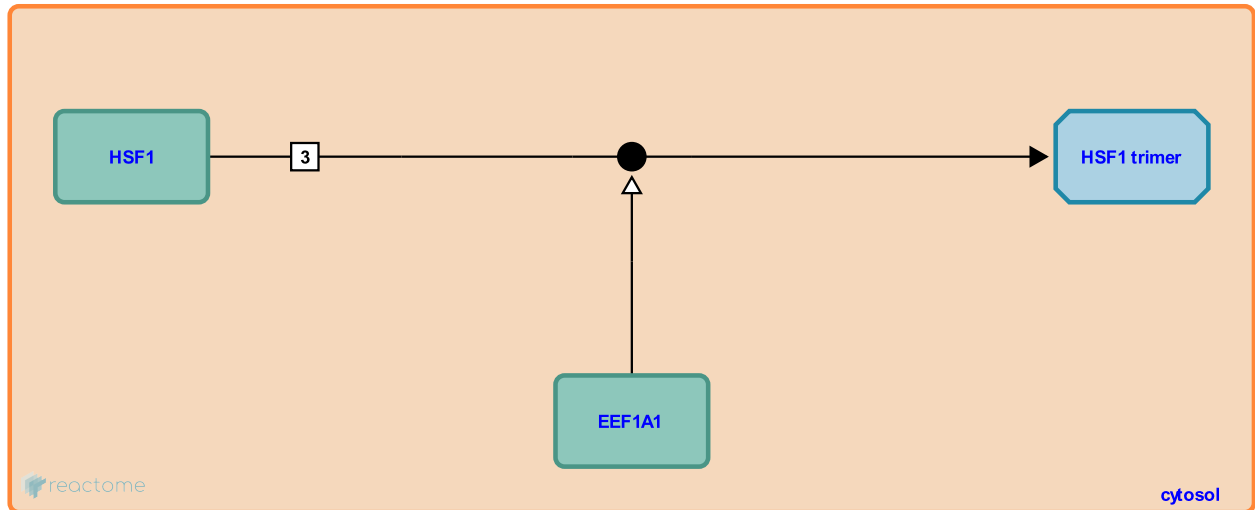 HSF1
3
HSF1 trimer
EEF1A1
reactome
cytosol